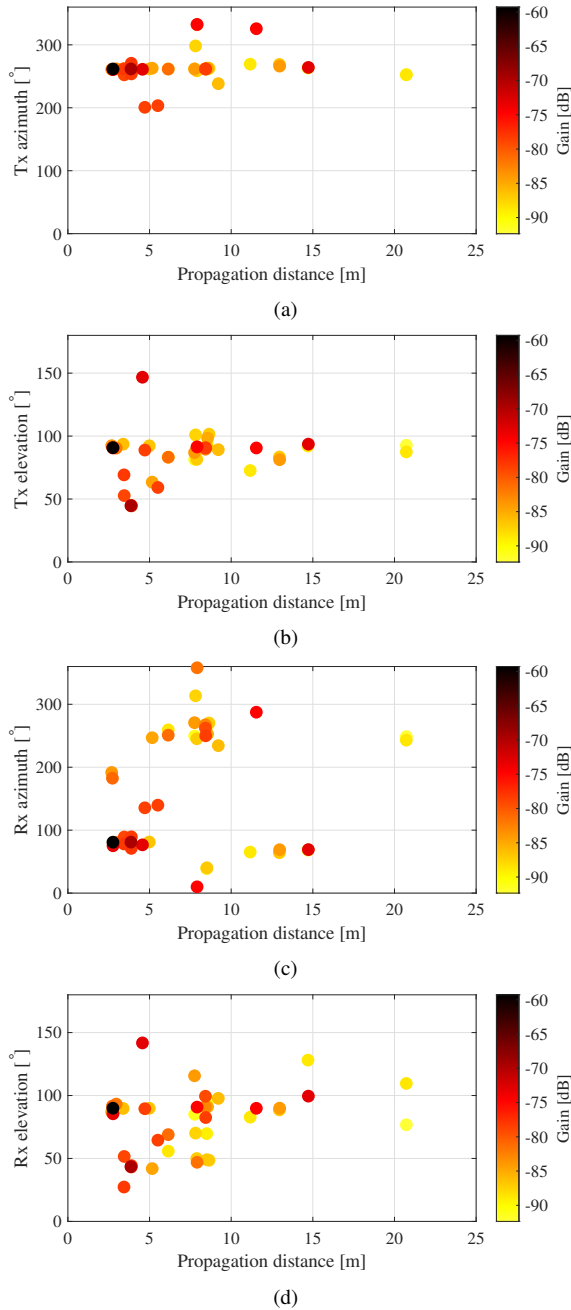 300
200
100
0
Tx azimuth [°]
0 5 10 15 20 25
Propagation distance [m]
-60
-65
-70
-75
-80
-85
-90
Gain [dB]
(a)
150
100
50
0
Tx elevation [°]
0 5 10 15 20 25
Propagation distance [m]
-60
-65
-70
-75
-80
-85
-90
Gain [dB]
(b)
300
200
100
0
Rx azimuth [°]
0 5 10 15 20 25
Propagation distance [m]
-60
-65
-70
-75
-80
-85
-90
Gain [dB]
(c)
150
100
50
0
Rx elevation [°]
0 5 10 15 20 25
Propagation distance [m]
-60
-65
-70
-75
-80
-85
-90
Gain [dB]
(d)